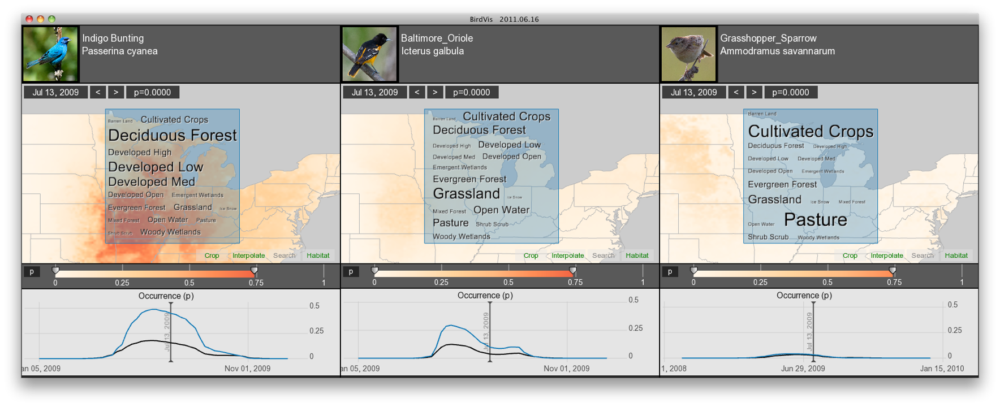 BirdVis 2011.06.16
Indigo Bunting
Passerina cyanea
Jul 13, 2009 < > p=0.0000
Barren Land Cultivated Crops
Deciduous Forest
Developed High
Developed Low
Developed Med
Developed Open Emergent Wetlands
Evergreen Forest Grassland Ice Snow
Mixed Forest Open Water Pasture
Shrub Scrub Woody Wetlands
Crop Interpolate Search Habitat
p
0 0.25 0.5 0.75 1
Occurrence (p)
0.5
0.25
0
Jul 13, 2009
an 05, 2009 Nov 01, 2009
Baltimore_Oriole
Icterus galbula
Jul 13, 2009 < > p=0.0000
Barren Land Cultivated Crops
Deciduous Forest
Developed High Developed Low
Developed Med Developed Open
Emergent Wetlands
Evergreen Forest
Grassland Ice Snow
Mixed Forest Open Water
Pasture Shrub Scrub
Woody Wetlands
Crop Interpolate Search Habitat
p
0 0.25 0.5 0.75 1
Occurrence (p)
0.5
0.25
0
Jul 13, 2009
an 05, 2009 Nov 01, 2009
Grasshopper_Sparrow
Ammodramus savannarum
Jul 13, 2009 < > p=0.0000
Barren Land
Cultivated Crops
Deciduous Forest Developed High
Developed Low Developed Med
Developed Open Emergent Wetlands
Evergreen Forest
Grassland Ice Snow Mixed Forest
Open Water Pasture
Shrub Scrub Woody Wetlands
Crop Interpolate Search Habitat
p
0 0.25 0.5 0.75 1
Occurrence (p)
0.5
0.25
0
Jul 13, 2009
1, 2008 Jun 29, 2009 Jan 15, 2010